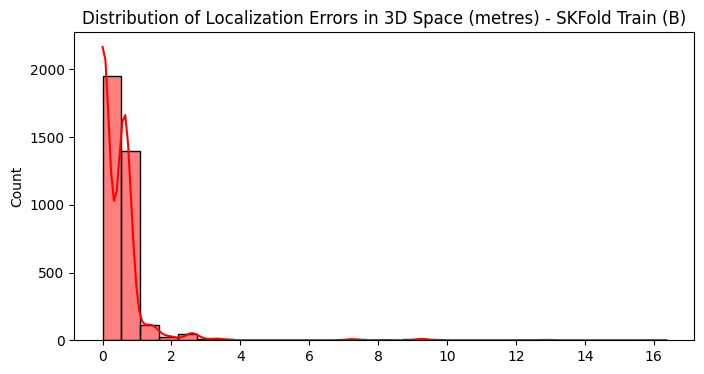 Distribution of Localization Errors in 3D Space (metres) - SKFold Train (B)
Count
2000
1500
1000
500
0
0 2 4 6 8 10 12 14 16